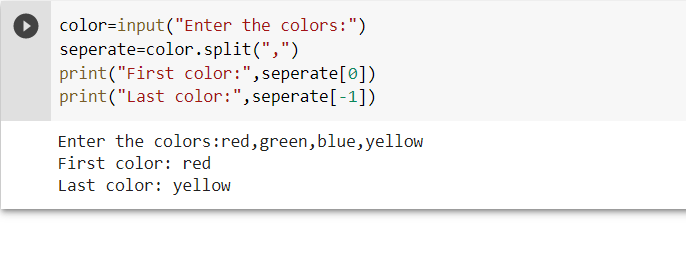 color=input("Enter the colors:")
seperate=color.split(",")
print("First color:",seperate[0])
print("Last color:",seperate[-1])
Enter the colors:red,green,blue,yellow
First color: red
Last color: yellow